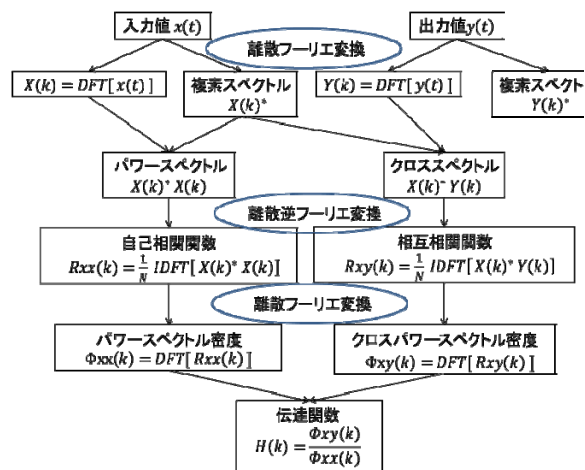 入力値 x(t)
出力値y(t)
離散フーリエ変換
X(k) = DFT[x(t)]
複素スペクトル
X(k)*
Y(k) = DFT[y(t)]
複素スペクト
Y(k)*
パワースペクトル
X(k)* X(k)
クロススペクトル
X(k)* Y(k)
離散逆フーリエ変換
自己相関関数
Rxx(k) = 1/N IDFT[X(k)* X(k)]
相互相関関数
Rxy(k) = 1/N IDFT[X(k)* Y(k)]
離散フーリエ変換
パワースペクトル密度
Φxx(k) = DFT[Rxx(k)]
クロスパワースペクトル密度
Φxy(k) = DFT[Rxy(k)]
伝達関数
H(k) = Φxy(k)/Φxx(k)